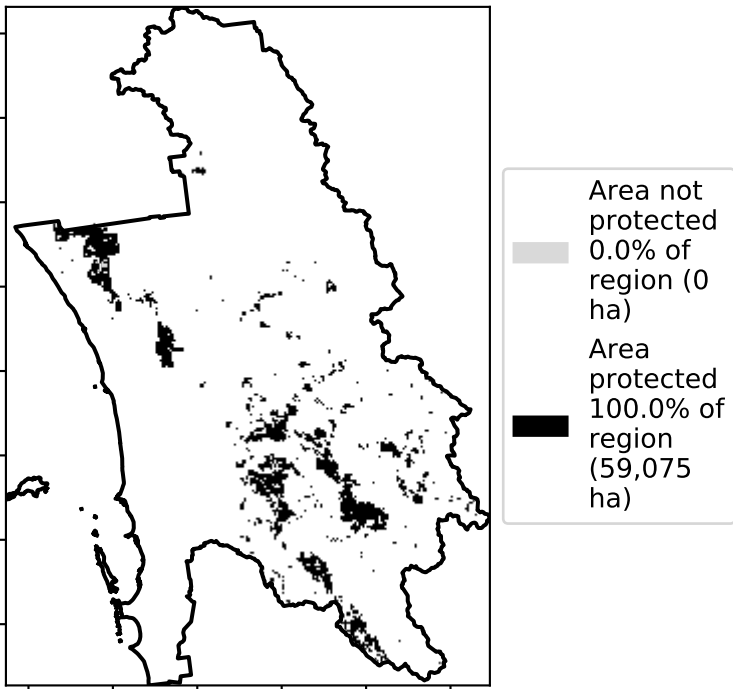 Area not
protected
0.0% of
region (0
ha)
Area
protected
100.0% of
region
(59,075
ha)